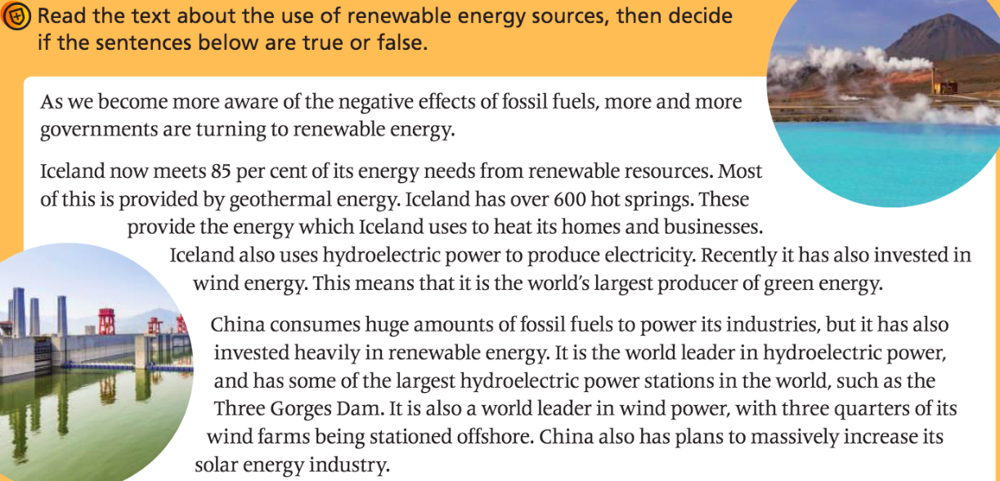 Read the text about the use of renewable energy sources, then decide
if the sentences below are true or false.
As we become more aware of the negative effects of fossil fuels, more and more
governments are turning to renewable energy.
Iceland now meets 85 per cent of its energy needs from renewable resources. Most
of this is provided by geothermal energy. Iceland has over 600 hot springs. These
provide the energy which Iceland uses to heat its homes and businesses.
Iceland also uses hydroelectric power to produce electricity. Recently it has also invested in
wind energy. This means that it is the world's largest producer of green energy.
China consumes huge amounts of fossil fuels to power its industries, but it has also
invested heavily in renewable energy. It is the world leader in hydroelectric power,
and has some of the largest hydroelectric power stations in the world, such as the
Three Gorges Dam. It is also a world leader in wind power, with three quarters of its
wind farms being stationed offshore. China also has plans to massively increase its
solar energy industry.